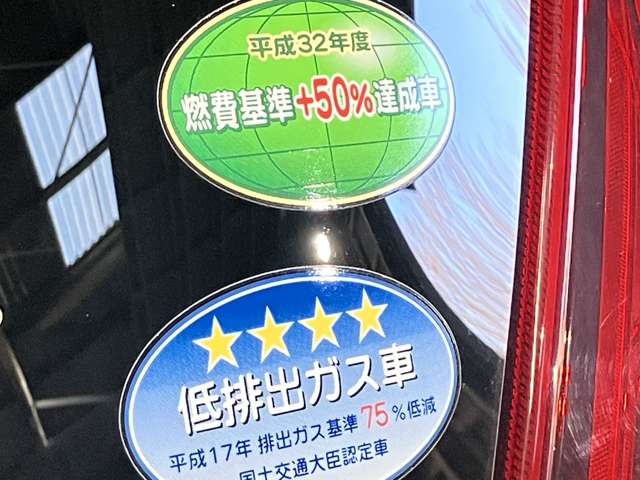 平成32年度
燃費基準+50%達成車
低排出ガス車
平成17年 排出ガス基準75%低減
国土交通大臣認定車